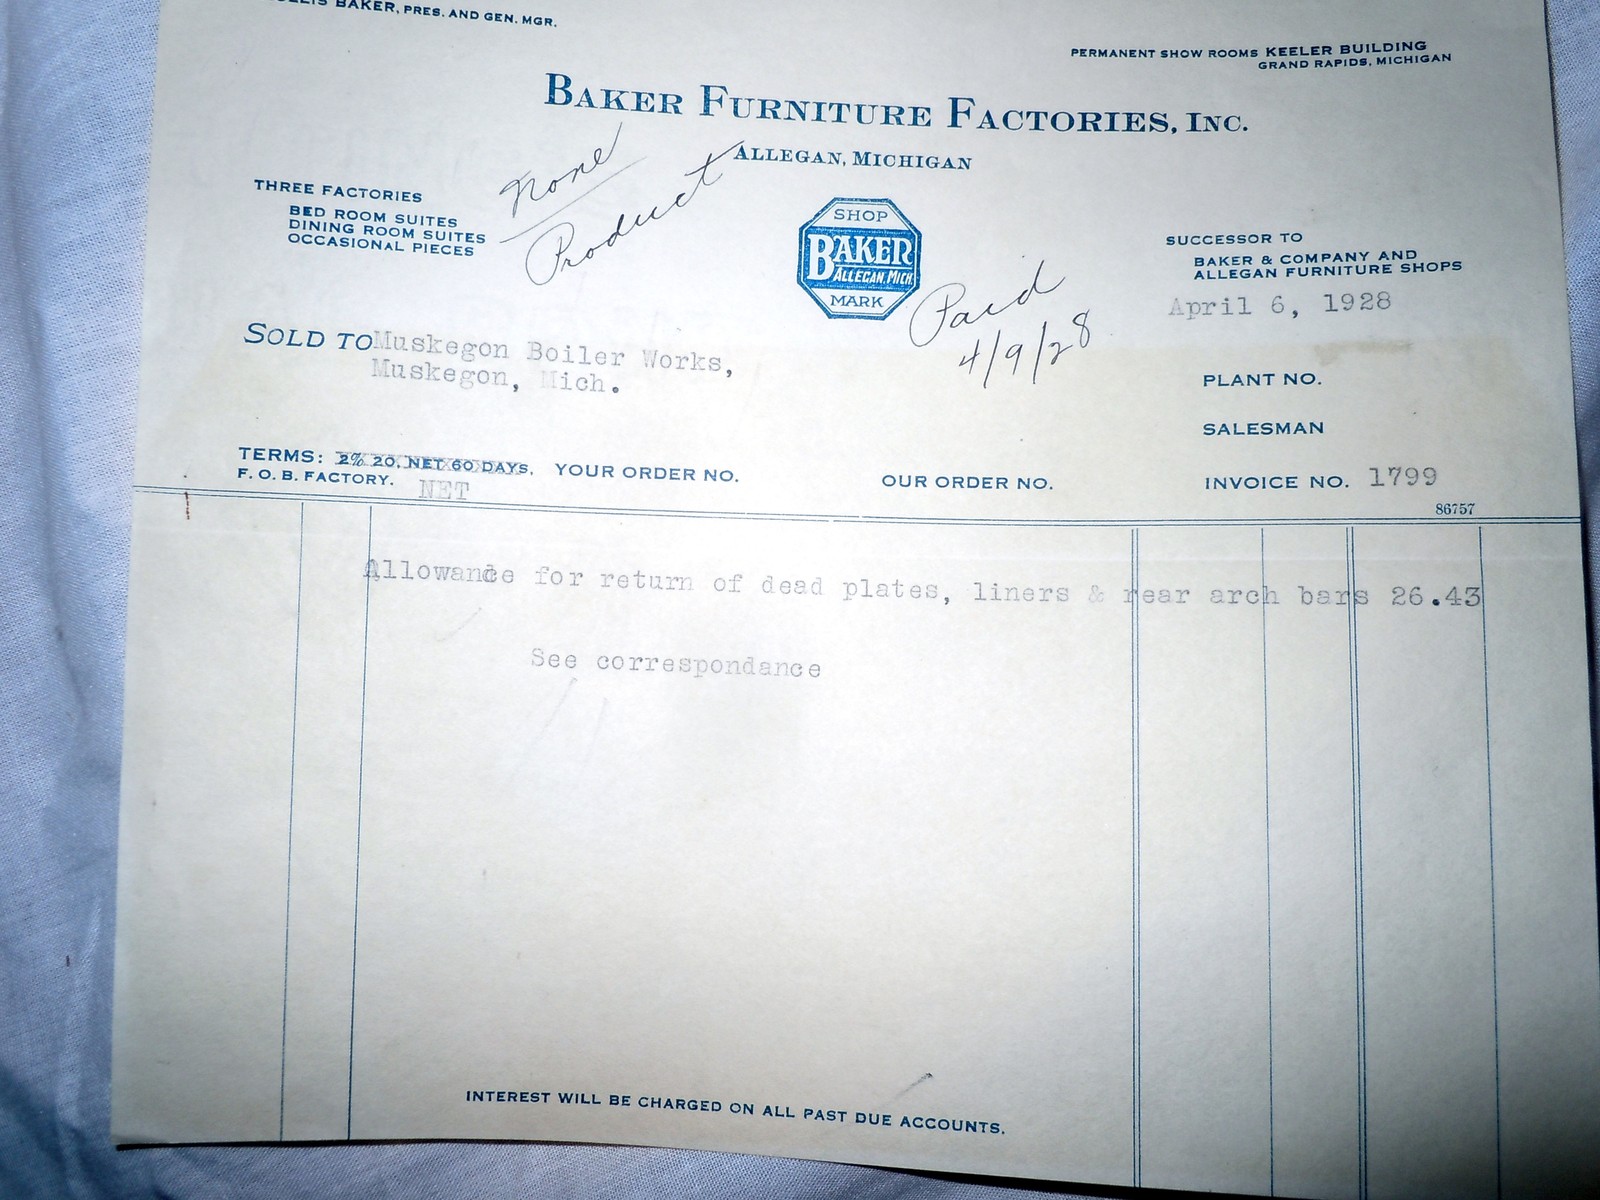 BAKER, PRES. AND GEN. MGR.
PERMANENT SHOW ROOMS KEELER BUILDING
GRAND RAPIDS, MICHIGAN
BAKER FURNITURE FACTORIES, INC.
ALLEGAN, MICHIGAN
None
Product
THREE FACTORIES
BED ROOM SUITES
DINING ROOM SUITES
OCCASIONAL PIECES
SHOP
BAKER
ALLEGAN, MICH.
MARK
SUCCESSOR TO
BAKER & COMPANY AND
ALLEGAN FURNITURE SHOPS
Paid
4/9/28
April 6, 1928
SOLD TO Muskegon Boiler Works,
Muskegon, Mich.
PLANT NO.
SALESMAN
TERMS: 2% 20, NET 60 DAYS. YOUR ORDER NO. OUR ORDER NO. INVOICE NO. 1799
F. O. B. FACTORY. NET
86757
Allowance for return of dead plates, liners & rear arch bars 26.43
See correspondance
INTEREST WILL BE CHARGED ON ALL PAST DUE ACCOUNTS.